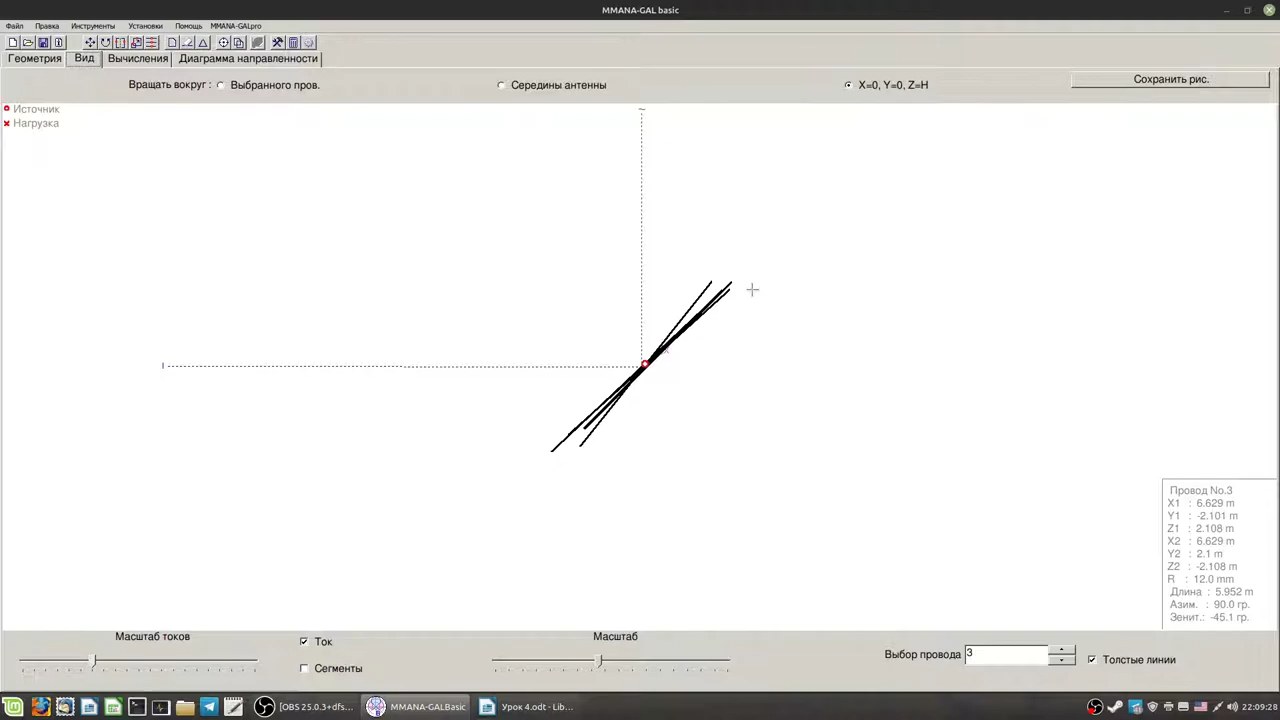 MMANA-GAL basic
Файл Правка Инструменты Установки Помощь MMANA-GALpro
Геометрия Вид Вычисления Диаграмма направленности
Вращать вокруг : Выбранного пров. Середины антенны X=0, Y=0, Z=H Сохранить рис.
Источник
Нагрузка
Провод No.3
X1 : 6.629 m
Y1 : -2.101 m
Z1 : 2.108 m
X2 : 6.629 m
Y2 : 2.1 m
Z2 : -2.108 m
R : 12.0 mm
Длина : 5.952 m
Азим. : 90.0 гр.
Зенит.: -45.1 гр.
Масштаб токов Ток Масштаб
Сегменты Выбор провода 3 Толстые линии
[OBS 25.0.3+dfs... MMANA-GALBasic Урок 4.odt - Lib... 22:09:28